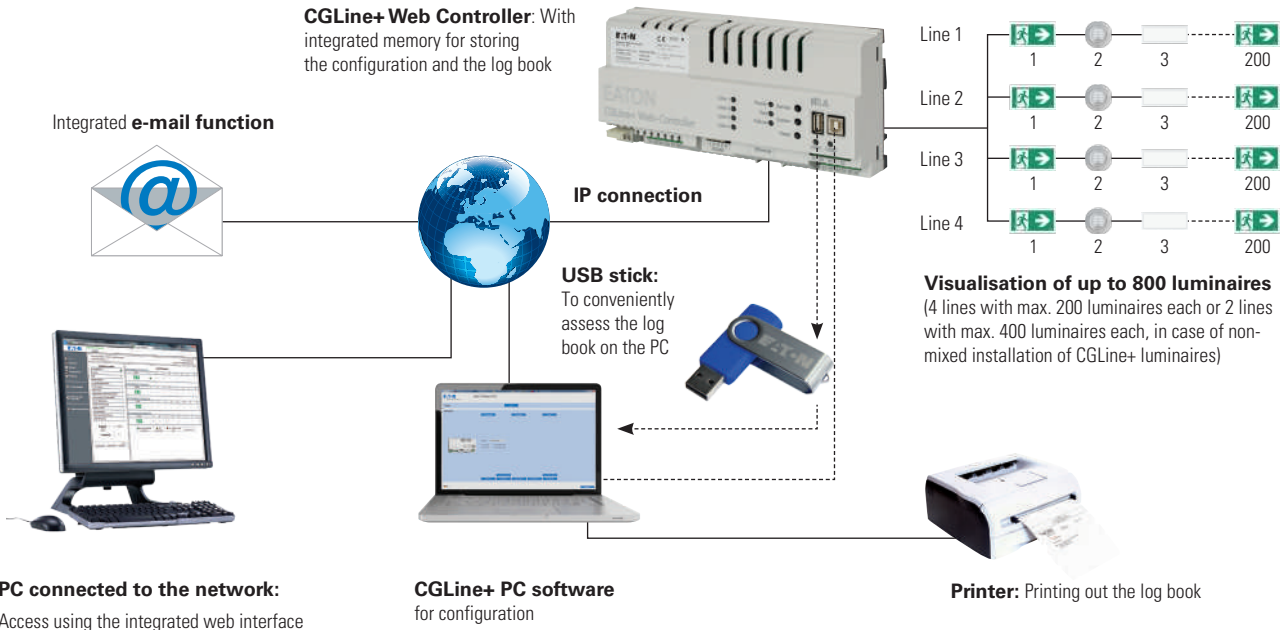 CGLine+ Web Controller: With
integrated memory for storing
the configuration and the log book
EATON
EATON
CGLine+ Web-Controller
Line 1
1 2 3 200
Line 2
1 2 3 200
Line 3
1 2 3 200
Line 4
1 2 3 200
Visualisation of up to 800 luminaires
(4 lines with max. 200 luminaires each or 2 lines
with max. 400 luminaires each, in case of non-
mixed installation of CGLine+ luminaires)
Integrated e-mail function
@
IP connection
USB stick:
To conveniently
assess the log
book on the PC
EATON
PC connected to the network:
Access using the integrated web interface
CGLine+ PC software
for configuration
Printer: Printing out the log book